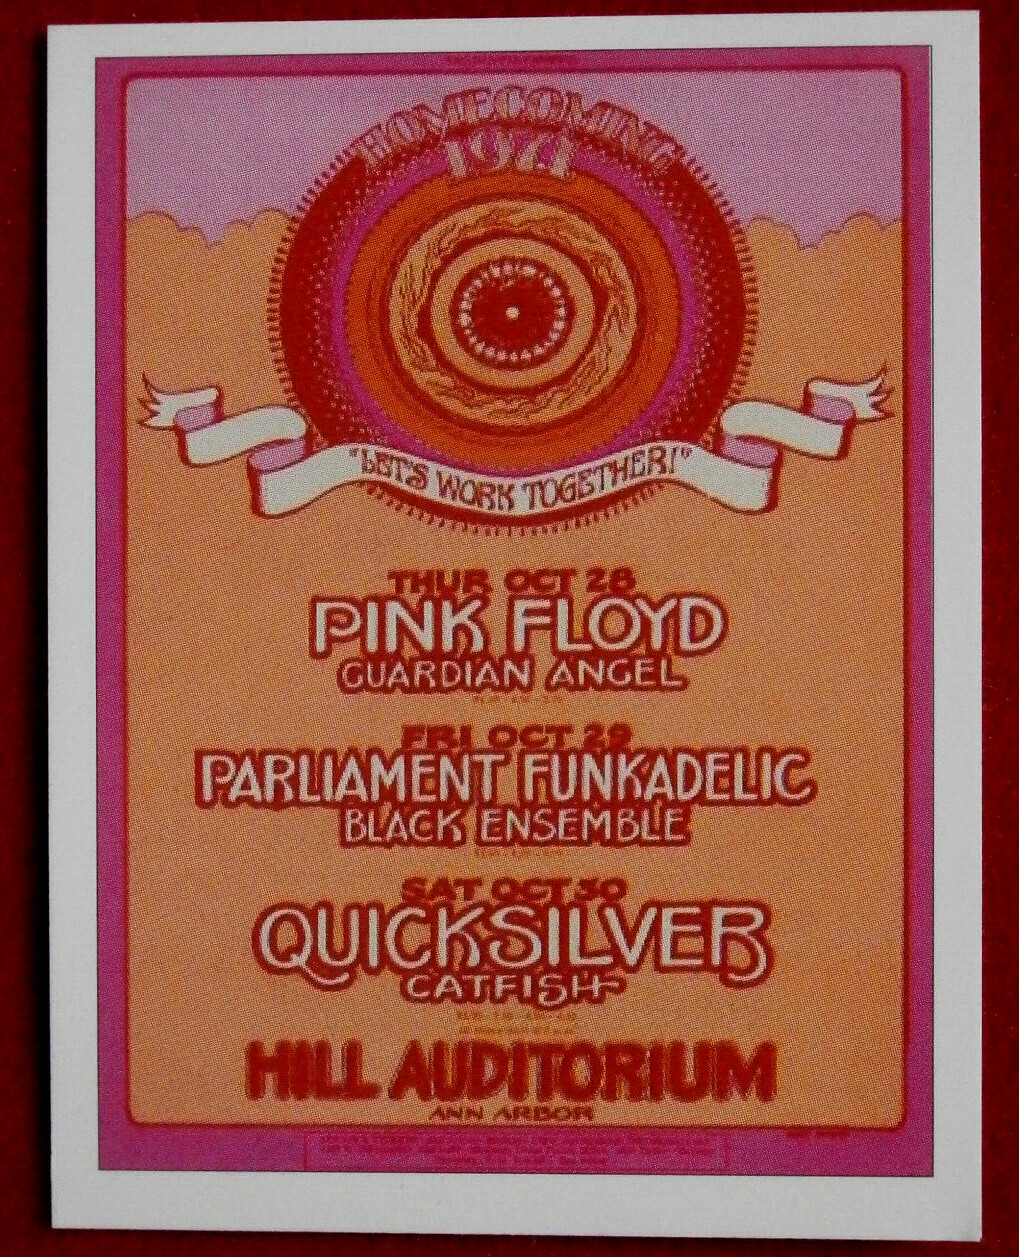 HOMECOMING
1971
"LET'S WORK TOGETHER!"
THUR OCT 28
PINK FLOYD
GUARDIAN ANGEL
FRI OCT 29
PARLIAMENT FUNKADELIC
BLACK ENSEMBLE
SAT OCT 30
QUICKSILVER
CATFISH
HILL AUDITORIUM
ANN ARBOR